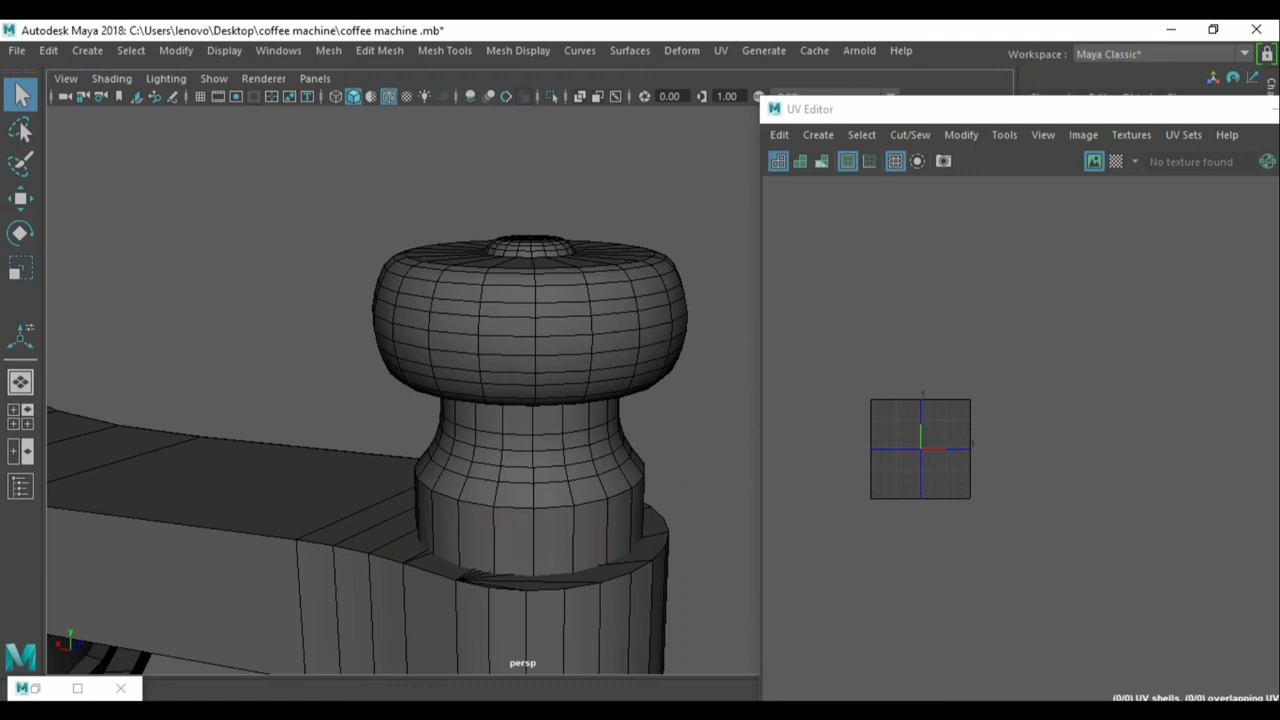 Autodesk Maya 2018: C:\Users\lenovo\Desktop\coffee machine\coffee machine .mb*
File Edit Create Select Modify Display Windows Mesh Edit Mesh Mesh Tools Mesh Display Curves Surfaces Deform UV Generate Cache Arnold Help
Workspace : Maya Classic*
View Shading Lighting Show Renderer Panels
0.00 1.00
UV Editor
Edit Create Select Cut/Sew Modify Tools View Image Textures UV Sets Help
No texture found
persp
(0/0) UV shells, (0/0) overlapping UV